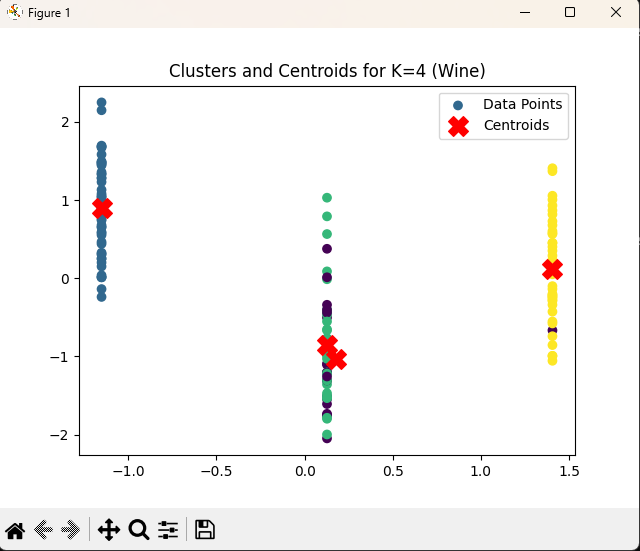 Figure 1
Clusters and Centroids for K=4 (Wine)
Data Points
Centroids
2
1
0
−1
−2
−1.0 −0.5 0.0 0.5 1.0 1.5